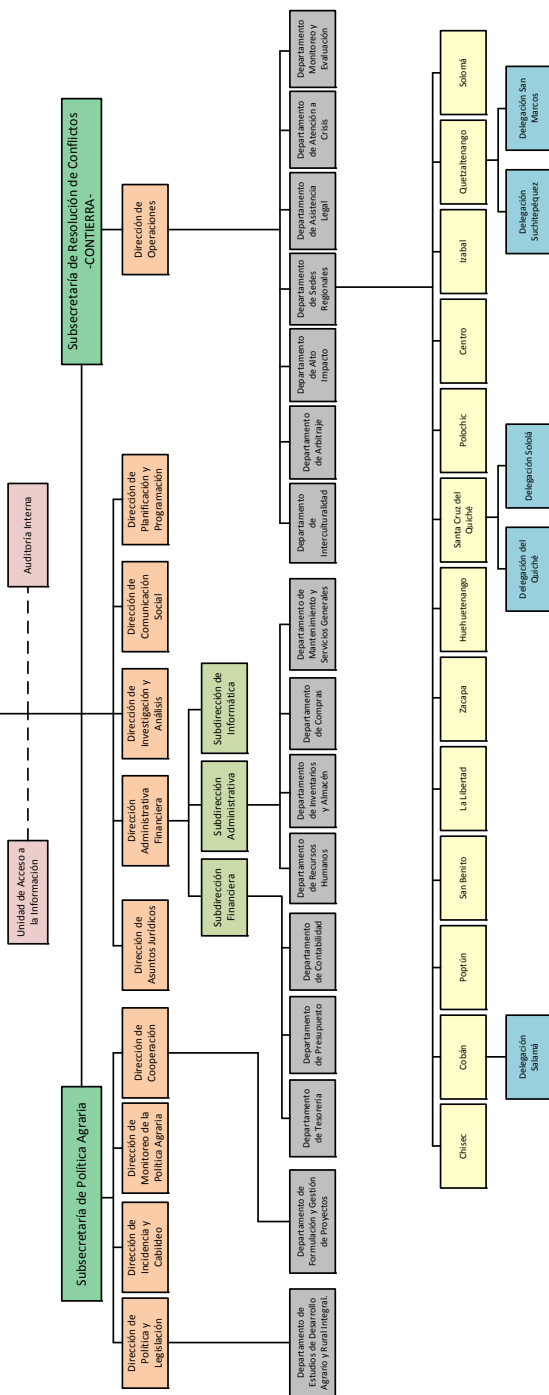 Unidad de Acceso a
la Información
Auditoría Interna
Subsecretaría de Política Agraria
Subsecretaría de Resolución de Conflictos
-CONTIERRA-
Dirección de
Política y
Legislación
Dirección de
Incidencia y
Cabildeo
Dirección de
Monitoreo de la
Política Agraria
Dirección de
Cooperación
Dirección de
Asuntos Jurídicos
Dirección
Administrativa
Financiera
Dirección de
Investigación y
Análisis
Dirección de
Comunicación
Social
Dirección de
Planificación y
Programación
Dirección de
Operaciones
Subdirección
Financiera
Subdirección
Administrativa
Subdirección de
Informática
Departamento de
Estudios de Desarrollo
Agrario y Rural Integral.
Departamento de
Formulación y Gestión
de Proyectos
Departamento
de Tesorería
Departamento
de Presupuesto
Departamento
de Contabilidad
Departamento
de Recursos
Humanos
Departamento
de Inventarios
y Almacén
Departamento
de Compras
Departamento de
Mantenimiento y
Servicios Generales
Departamento
de
Interculturalidad
Departamento
de Arbitraje
Departamento
de Alto
Impacto
Departamento
de Sedes
Regionales
Departamento
de Asistencia
Legal
Departamento
de Atención a
Crisis
Departamento
Monitoreo y
Evaluación
Chisec
Cobán
Poptún
San Benito
La Libertad
Zacapa
Huehuetenango
Santa Cruz del
Quiché
Polochic
Centro
Izabal
Quetzaltenango
Solomá
Delegación
Salamá
Delegación del
Quiché
Delegación Sololá
Delegación
Suchitepéquez
Delegación San
Marcos